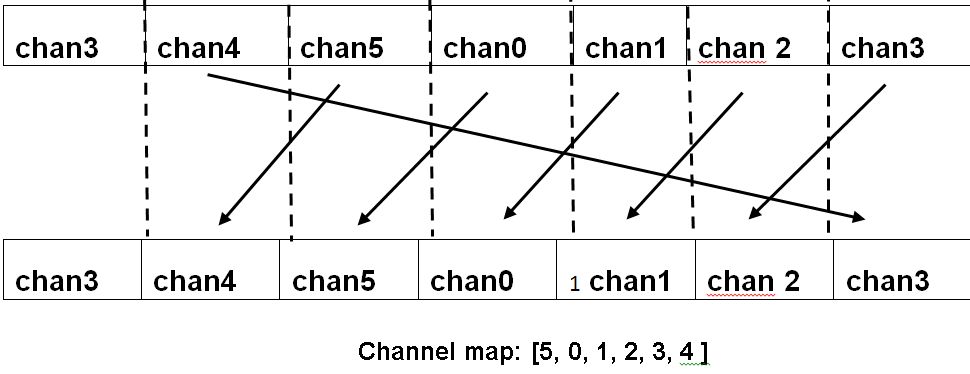 chan3 chan4 chan5 chan0 chan1 chan 2 chan3
chan3 chan4 chan5 chan0 1 chan1 chan 2 chan3
Channel map: [5, 0, 1, 2, 3, 4 ]